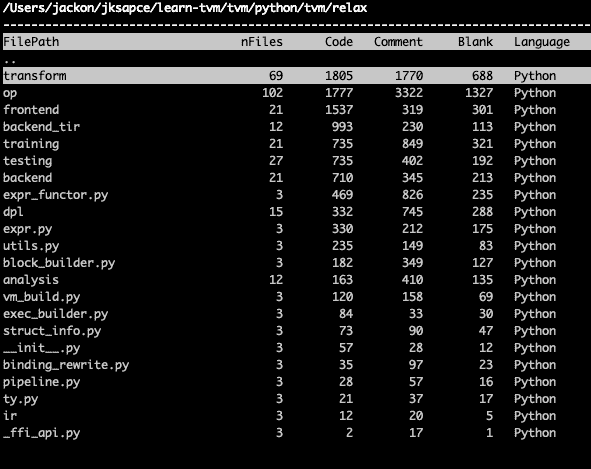 /Users/jackon/jksapce/learn-tvm/tvm/python/tvm/relax
--------------------------------------------------------------------------------
FilePath nFiles Code Comment Blank Language
..
transform 69 1805 1770 688 Python
op 102 1777 3322 1327 Python
frontend 21 1537 319 301 Python
backend_tir 12 993 230 113 Python
training 21 735 849 321 Python
testing 27 735 402 192 Python
backend 21 710 345 213 Python
expr_functor.py 3 469 826 235 Python
dpl 15 332 745 288 Python
expr.py 3 330 212 175 Python
utils.py 3 235 149 83 Python
block_builder.py 3 182 349 127 Python
analysis 12 163 410 135 Python
vm_build.py 3 120 158 69 Python
exec_builder.py 3 84 33 30 Python
struct_info.py 3 73 90 47 Python
__init__.py 3 57 28 12 Python
binding_rewrite.py 3 35 97 23 Python
pipeline.py 3 28 57 16 Python
ty.py 3 21 37 17 Python
ir 3 12 20 5 Python
_ffi_api.py 3 2 17 1 Python